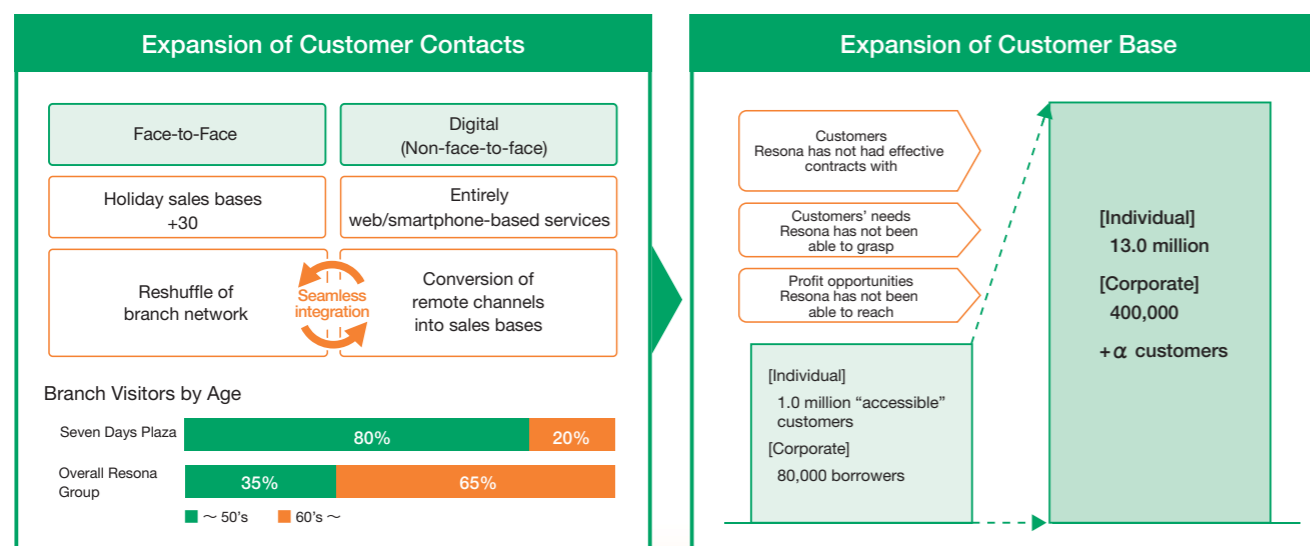 Expansion of Customer Contacts
Face-to-Face
Digital
(Non-face-to-face)
Holiday sales bases
+30
Entirely
web/smartphone-based services
Reshuffle of
branch network
Seamless
integration
Conversion of
remote channels
into sales bases
Branch Visitors by Age
Seven Days Plaza
80%
20%
Overall Resona
Group
35%
65%
～ 50's
60's ～
Expansion of Customer Base
Customers
Resona has not had effective
contracts with
Customers' needs
Resona has not been
able to grasp
Profit opportunities
Resona has not been
able to reach
[Individual]
1.0 million “accessible”
customers
[Corporate]
80,000 borrowers
[Individual]
13.0 million
[Corporate]
400,000
+α customers